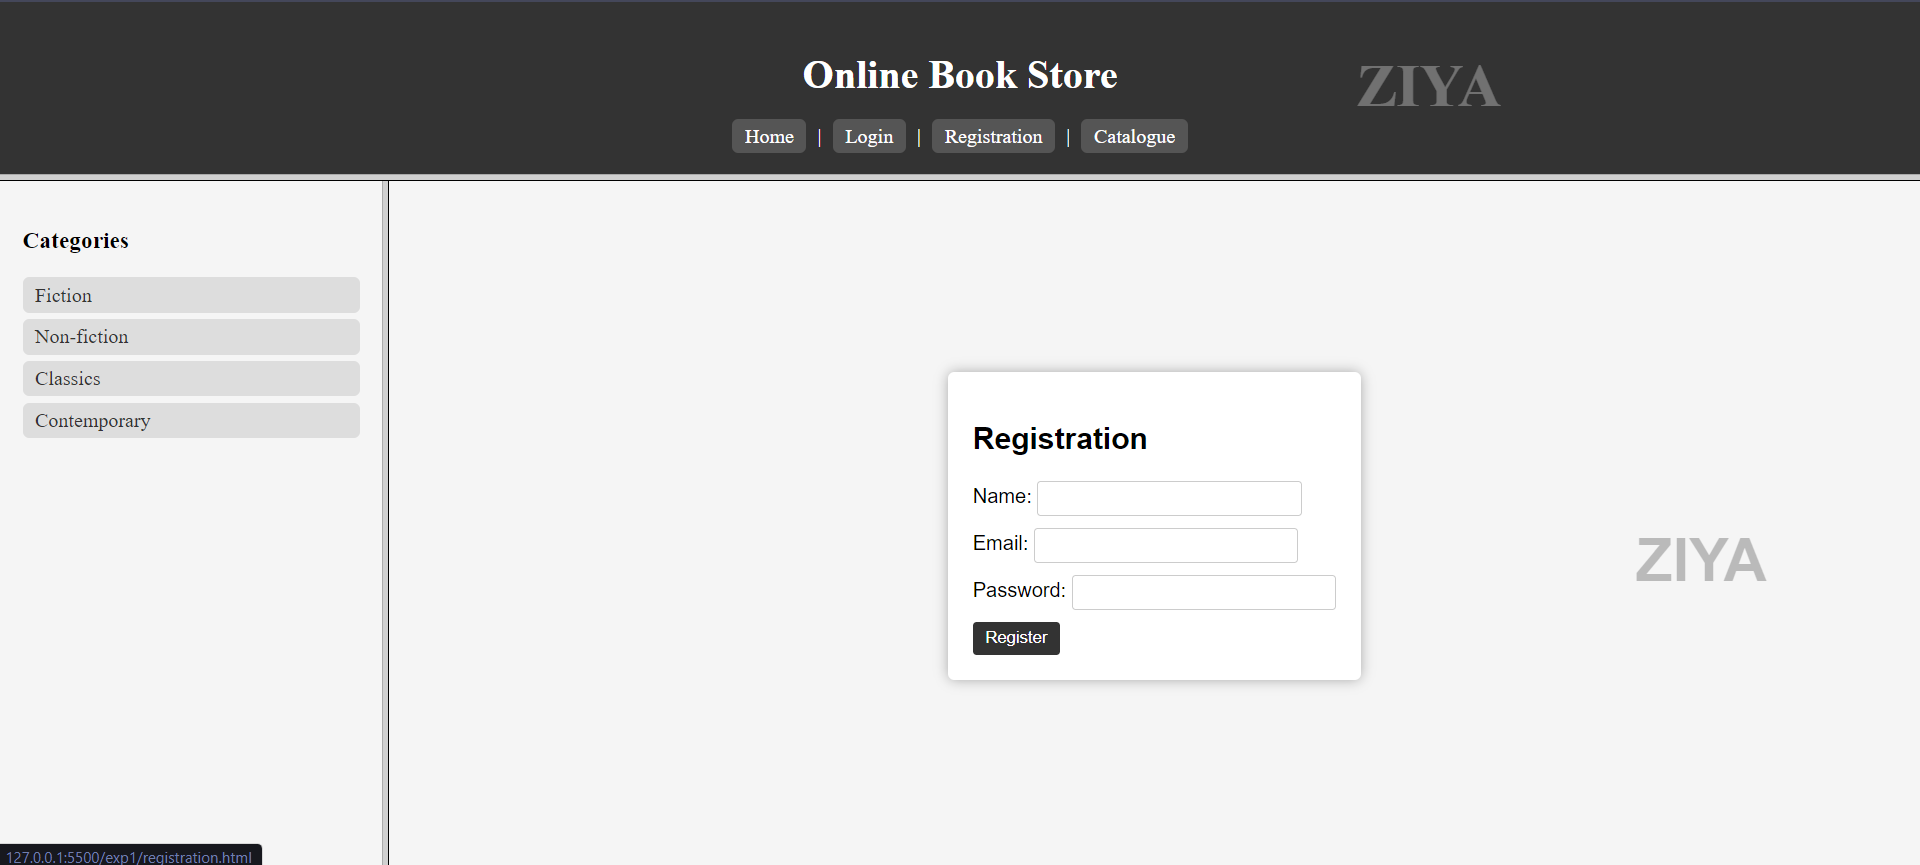 Online Book Store
ZIYA
Home | Login | Registration | Catalogue
Categories
Fiction
Non-fiction
Classics
Contemporary
Registration
Name:
Email:
Password:
Register
ZIYA
127.0.0.1:5500/exp1/registration.html